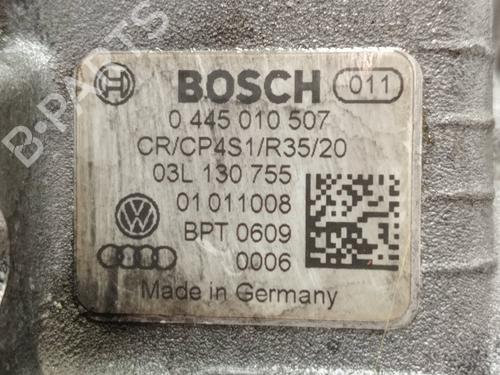 BOSCH 011
0 445 010 507
CR/CP4S1/R35/20
03L 130 755
01 011008
BPT 0609
0006
Made in Germany
B-PARTS